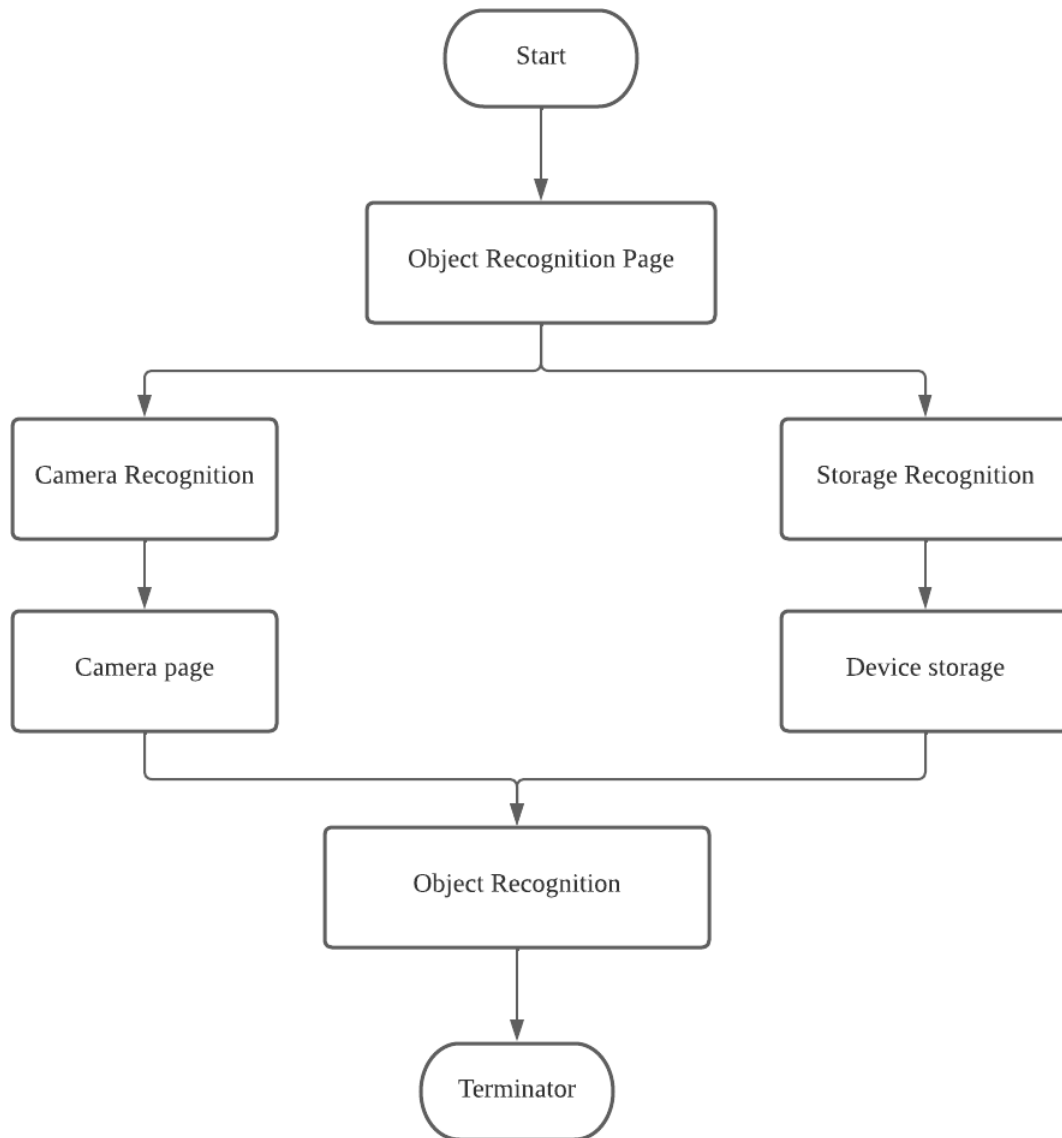 Start
Object Recognition Page
Camera Recognition
Storage Recognition
Camera page
Device storage
Object Recognition
Terminator